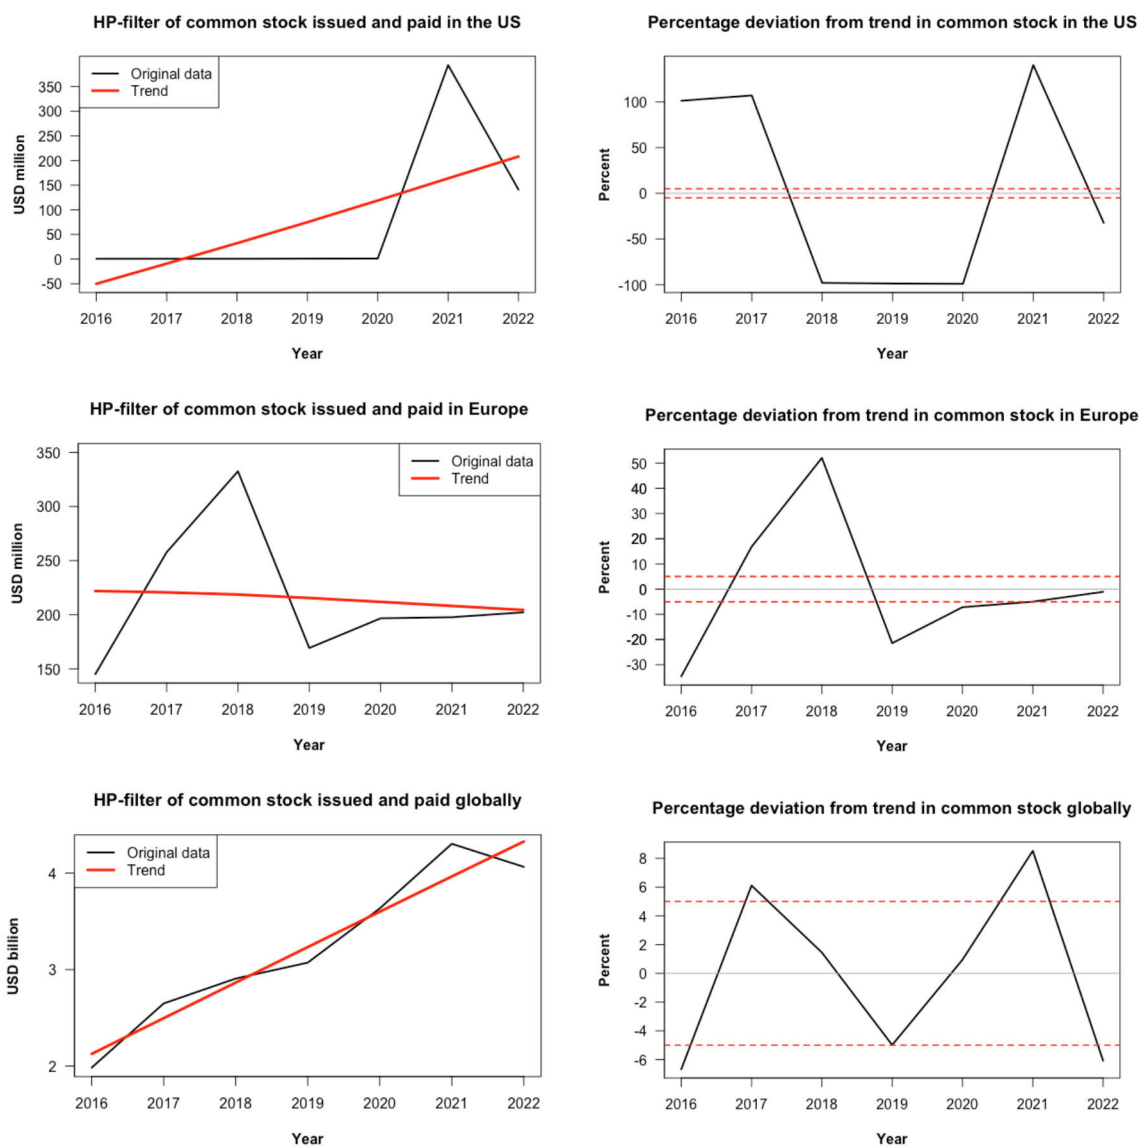 HP-filter of common stock issued and paid in the US
Original data
Trend
USD million
350
300
250
200
150
100
50
0
-50
2016 2017 2018 2019 2020 2021 2022
Year
Percentage deviation from trend in common stock in the US
Percent
100
50
0
-50
-100
2016 2017 2018 2019 2020 2021 2022
Year
HP-filter of common stock issued and paid in Europe
Original data
Trend
USD million
350
300
250
200
150
2016 2017 2018 2019 2020 2021 2022
Year
Percentage deviation from trend in common stock in Europe
Percent
50
40
30
20
10
0
-10
-20
-30
2016 2017 2018 2019 2020 2021 2022
Year
HP-filter of common stock issued and paid globally
Original data
Trend
USD billion
4
3
2
2016 2017 2018 2019 2020 2021 2022
Year
Percentage deviation from trend in common stock globally
Percent
8
6
4
2
0
-2
-4
-6
2016 2017 2018 2019 2020 2021 2022
Year